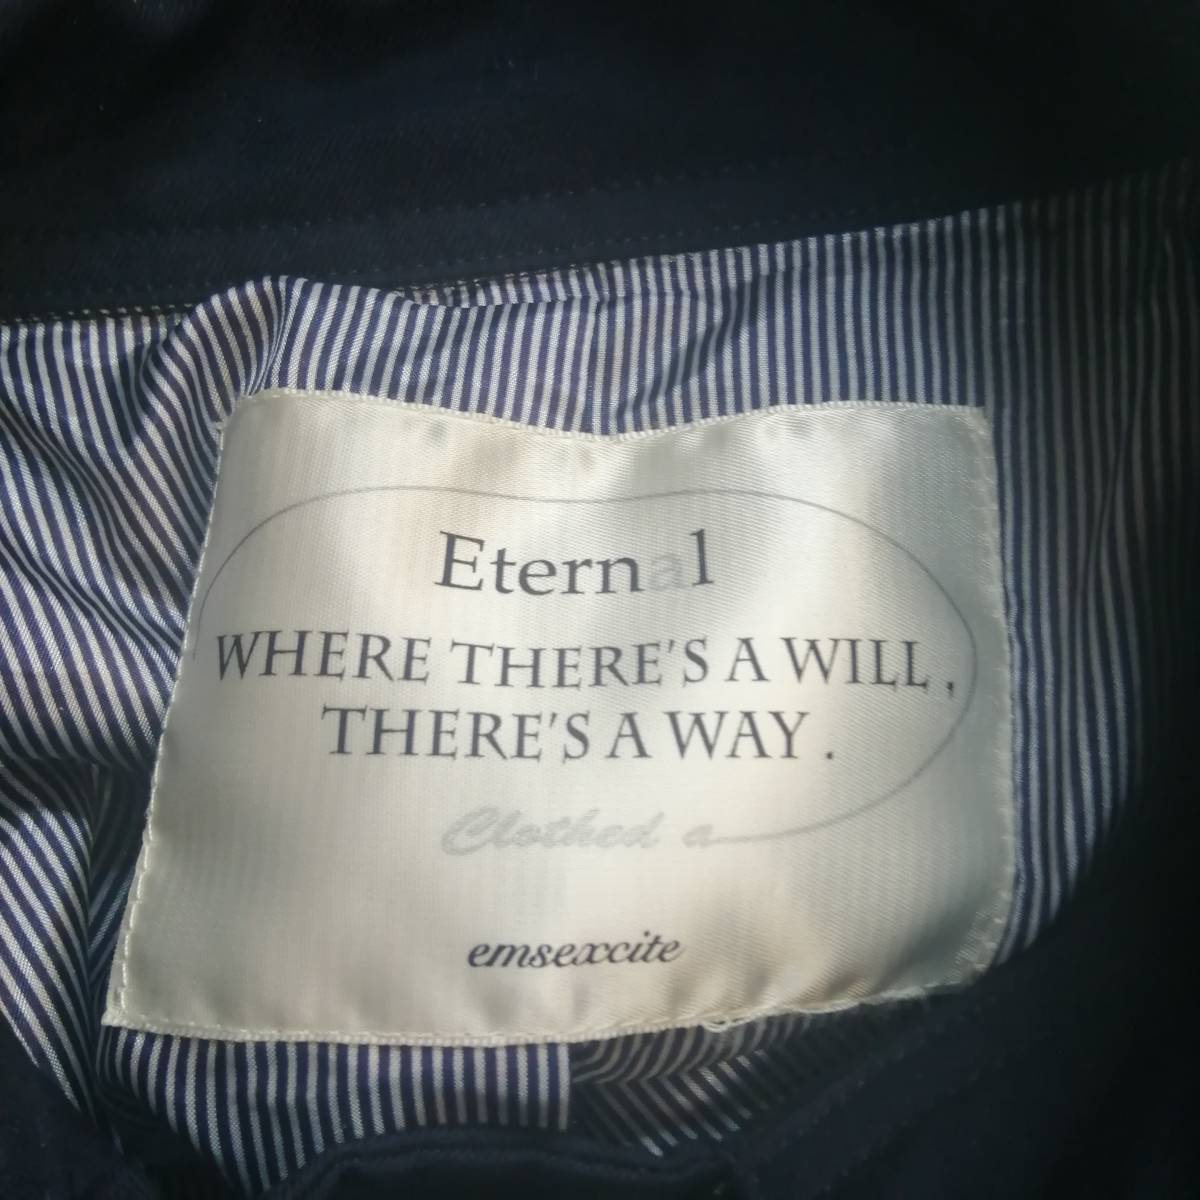 Eternal
WHERE THERE'S A WILL,
THERE'S A WAY.
Clothed a
emsexcite